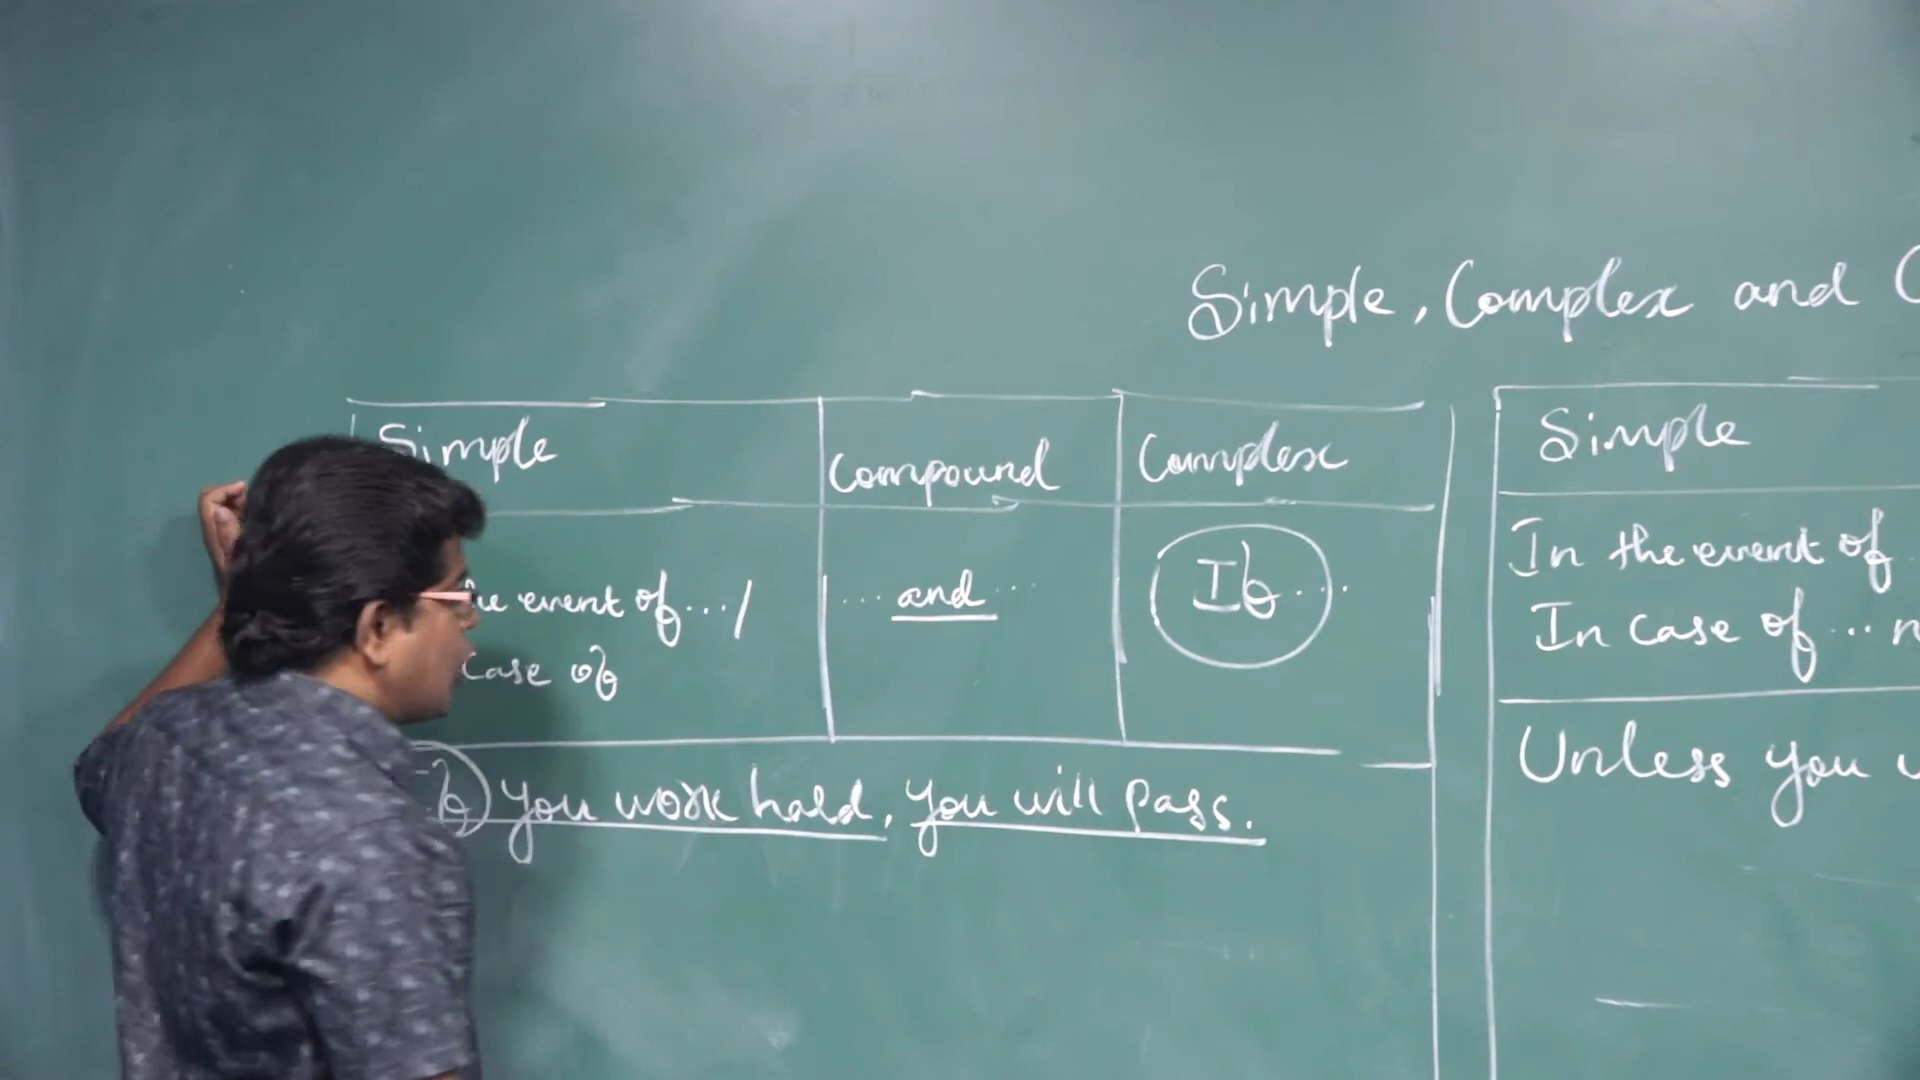 Simple, Complex and
Simple
Compound
Complex
event of .../
case of
... and ...
If ....
If you work hard, you will pass.
Simple
In the event of
In case of ...
Unless you